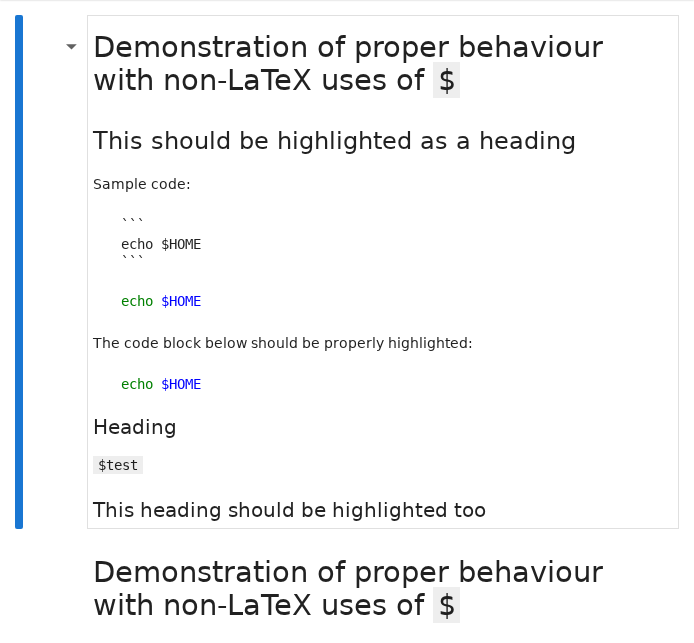 Demonstration of proper behaviour
with non-LaTeX uses of $
This should be highlighted as a heading
Sample code:
```
echo $HOME
```
echo $HOME
The code block below should be properly highlighted:
echo $HOME
Heading
$test
This heading should be highlighted too
Demonstration of proper behaviour
with non-LaTeX uses of $